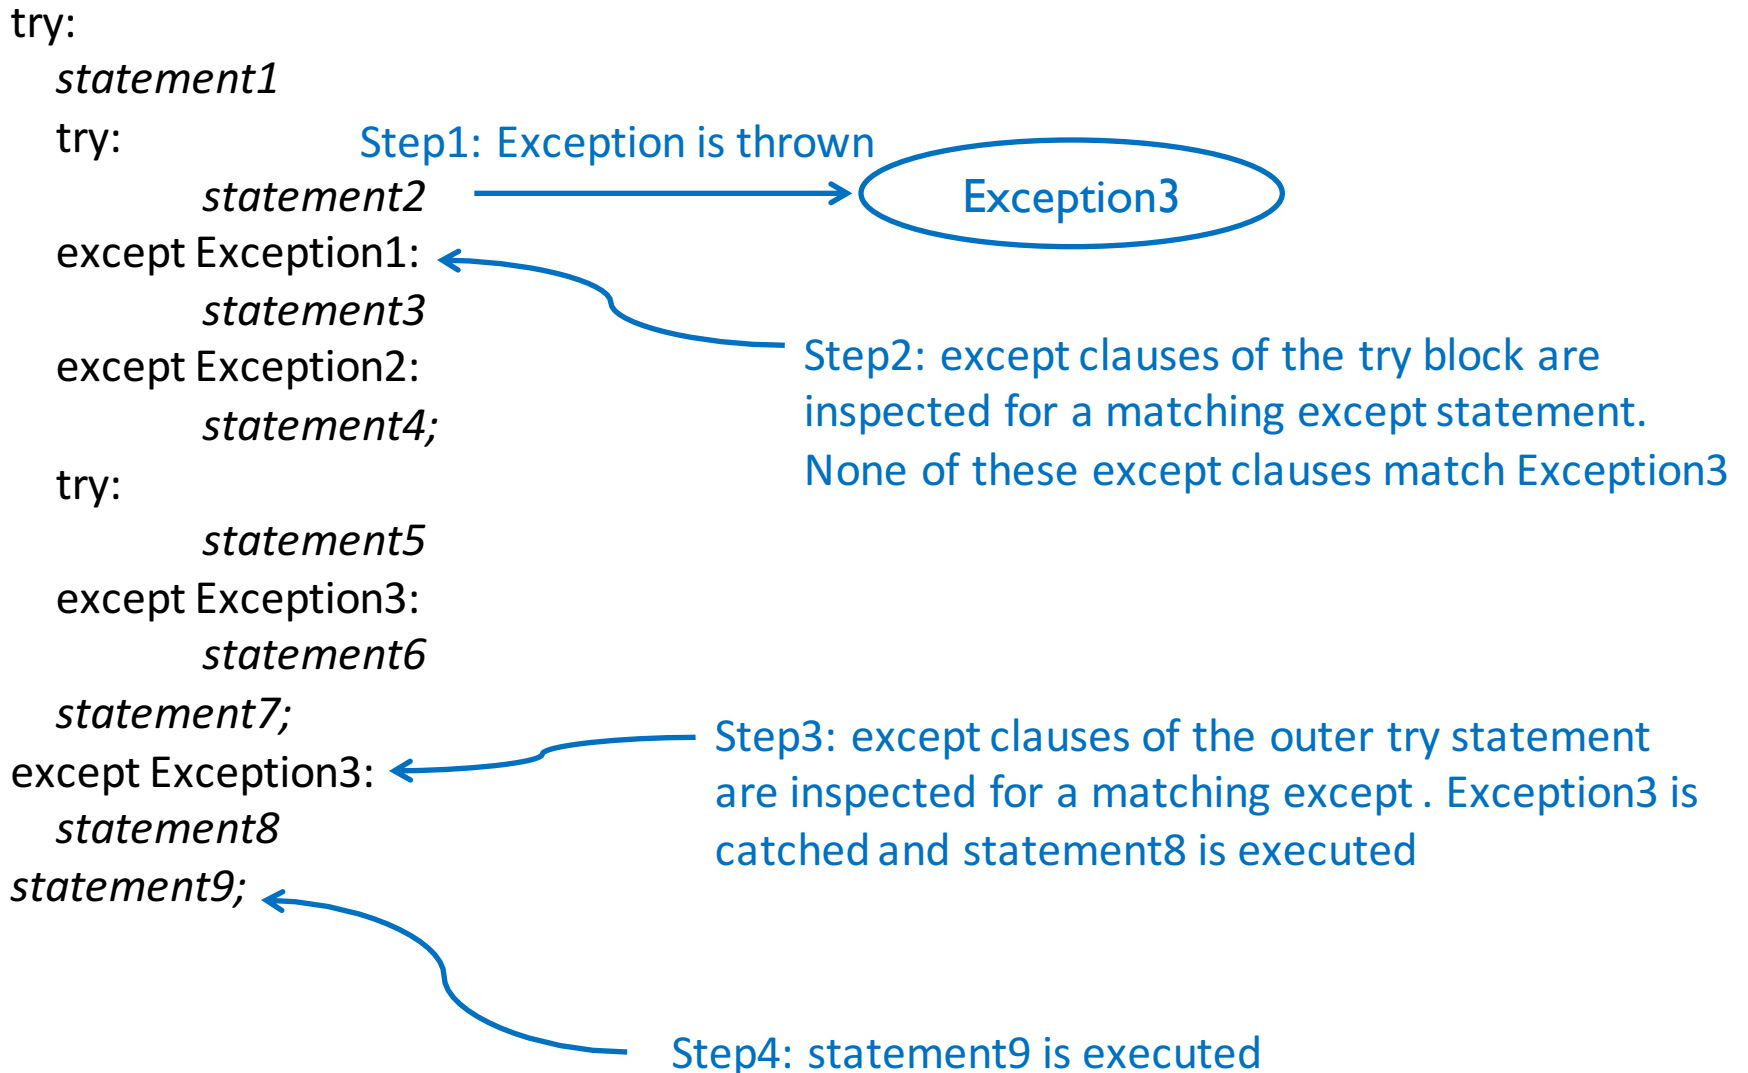 try:
statement1
try:
Step1: Exception is thrown
statement2
Exception3
except Exception1:
statement3
Step2: except clauses of the try block are
inspected for a matching except statement.
None of these except clauses match Exception3
except Exception2:
statement4;
try:
statement5
except Exception3:
statement6
statement7;
except Exception3:
Step3: except clauses of the outer try statement
are inspected for a matching except . Exception3 is
catched and statement8 is executed
statement8
statement9;
Step4: statement9 is executed